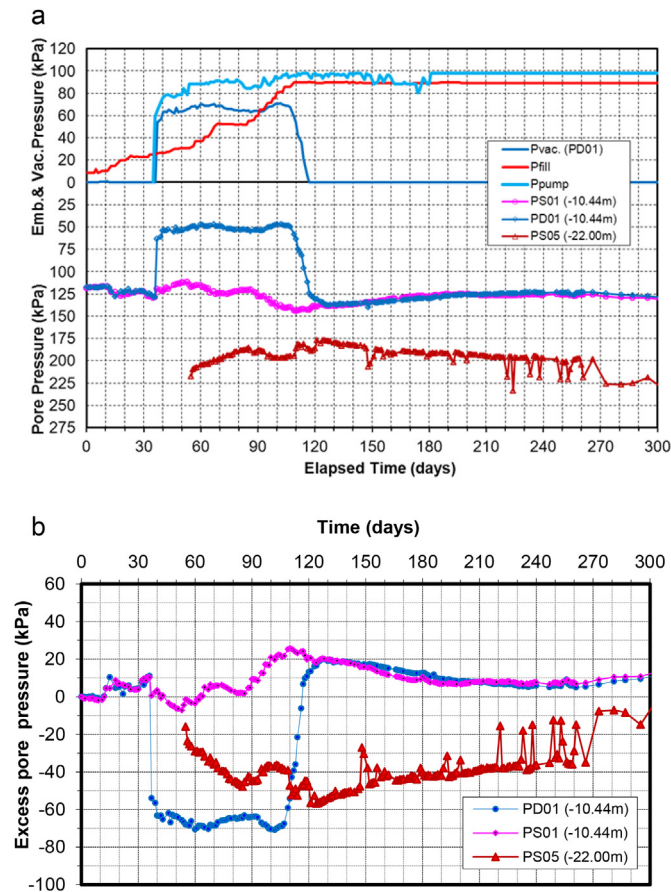 a
Emb.& Vac.Pressure (kPa)
120
100
80
60
40
20
0
Pvac. (PD01)
Pfill
Ppump
PS01 (-10.44m)
PD01 (-10.44m)
PS05 (-22.00m)
Pore Pressure (kPa)
25
50
75
100
125
150
175
200
225
250
275
0 30 60 90 120 150 180 210 240 270 300
Elapsed Time (days)
b
Time (days)
0 30 60 90 120 150 180 210 240 270 300
Excess pore pressure (kPa)
60
40
20
0
-20
-40
-60
-80
-100
PD01 (-10.44m)
PS01 (-10.44m)
PS05 (-22.00m)